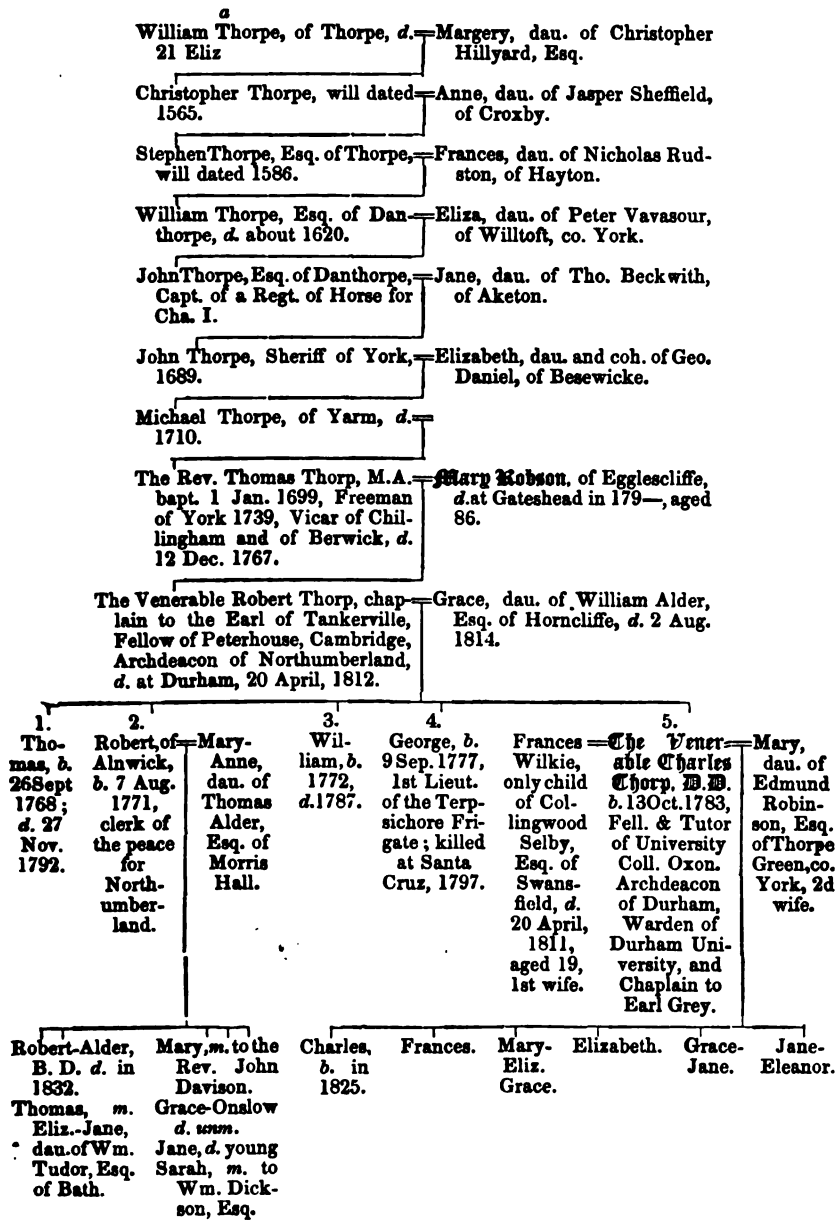 a
William Thorpe, of Thorpe, d.=Margery, dau. of Christopher
21 Eliz Hillyard, Esq.
Christopher Thorpe, will dated=Anne, dau. of Jasper Sheffield,
1565. of Croxby.
Stephen Thorpe, Esq. of Thorpe,=Frances, dau. of Nicholas Rud-
will dated 1586. ston, of Hayton.
William Thorpe, Esq. of Dan-=Eliza, dau. of Peter Vavasour,
thorpe, d. about 1620. of Willtoft, co. York.
John Thorpe, Esq. of Danthorpe,=Jane, dau. of Tho. Beckwith,
Capt. of a Regt. of Horse for of Aketon.
Cha. I.
John Thorpe, Sheriff of York,=Elizabeth, dau. and coh. of Geo.
1689. Daniel, of Besewicke.
Michael Thorpe, of Yarm, d.=
1710.
The Rev. Thomas Thorp, M.A.=Mary Robson, of Egglescliffe,
bapt. 1 Jan. 1699, Freeman d. at Gateshead in 179—, aged
of York 1739, Vicar of Chil- 86.
lingham and of Berwick, d.
12 Dec. 1767.
The Venerable Robert Thorp, chap-=Grace, dau. of William Alder,
lain to the Earl of Tankerville, Esq. of Horncliffe, d. 2 Aug.
Fellow of Peterhouse, Cambridge, 1814.
Archdeacon of Northumberland,
d. at Durham, 20 April, 1812.
1.
Tho-
mas, b.
26 Sept
1768;
d. 27
Nov.
1792.
2.
Robert, of=
Alnwick,
b. 7 Aug.
1771,
clerk of
the peace
for
North-
umber-
land.
Mary-
Anne,
dau. of
Thomas
Alder,
Esq. of
Morris
Hall.
3.
Wil-
liam, b.
1772,
d. 1787.
4.
George, b.
9 Sep. 1777,
1st Lieut.
of the Terp-
sichore Fri-
gate; killed
at Santa
Cruz, 1797.
Frances=
Wilkie,
only child
of Col-
lingwood
Selby,
Esq. of
Swans-
field, d.
20 April,
1811,
aged 19,
1st wife.
5.
The Vener-=
able Charles
Thorp, D.D.
b. 13 Oct. 1783,
Fell. & Tutor
of University
Coll. Oxon.
Archdeacon
of Durham,
Warden of
Durham Uni-
versity, and
Chaplain to
Earl Grey.
Mary,
dau. of
Edmund
Robin-
son, Esq.
of Thorpe
Green, co.
York, 2d
wife.
Robert-Alder,
B. D. d. in
1832.
Thomas, m.
Eliz.-Jane,
dau. of Wm.
Tudor, Esq.
of Bath.
Mary, m. to the
Rev. John
Davison.
Grace-Onslow
d. unm.
Jane, d. young
Sarah, m. to
Wm. Dick-
son, Esq.
Charles,
b. in
1825.
Frances.
Mary-
Eliz.
Grace.
Elizabeth.
Grace-
Jane.
Jane-
Eleanor.